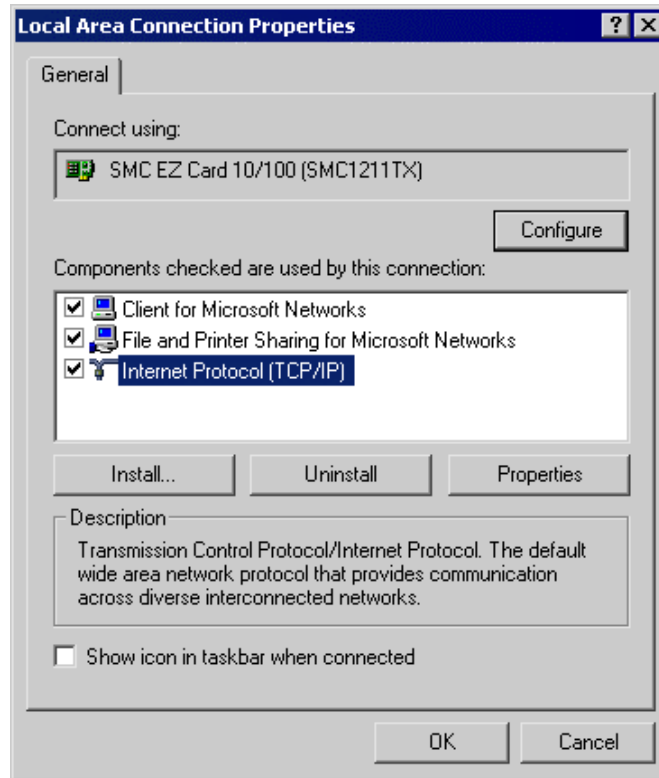 Local Area Connection Properties
General
Connect using:
SMC EZ Card 10/100 (SMC1211TX)
Configure
Components checked are used by this connection:
Client for Microsoft Networks
File and Printer Sharing for Microsoft Networks
Internet Protocol (TCP/IP)
Install...
Uninstall
Properties
Description
Transmission Control Protocol/Internet Protocol. The default
wide area network protocol that provides communication
across diverse interconnected networks.
Show icon in taskbar when connected
OK
Cancel